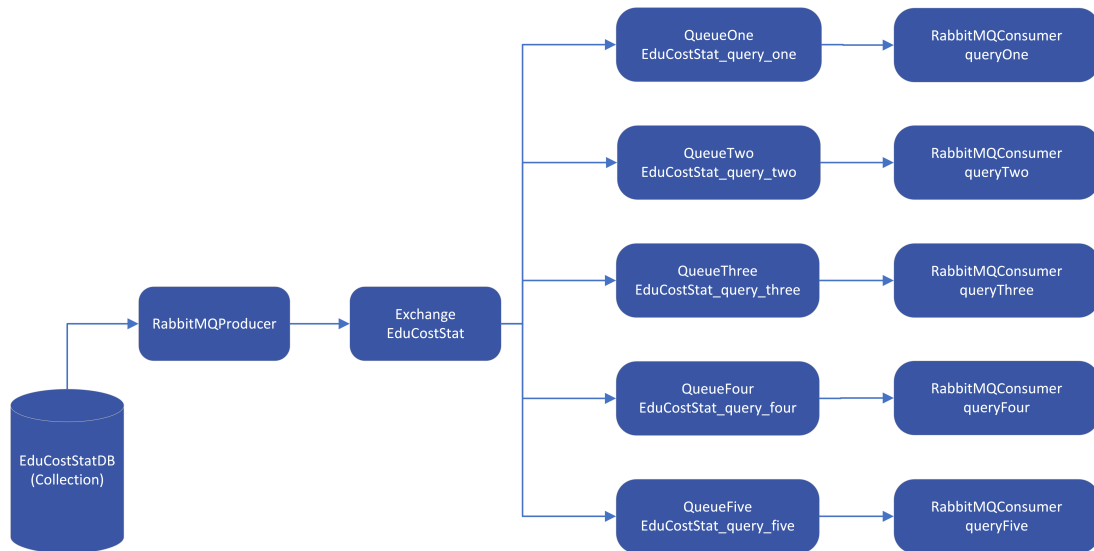 QueueOne
EduCostStat_query_one
RabbitMQConsumer
queryOne
QueueTwo
EduCostStat_query_two
RabbitMQConsumer
queryTwo
QueueThree
EduCostStat_query_three
RabbitMQConsumer
queryThree
RabbitMQProducer
Exchange
EduCostStat
QueueFour
EduCostStat_query_four
RabbitMQConsumer
queryFour
EduCostStatDB
(Collection)
QueueFive
EduCostStat_query_five
RabbitMQConsumer
queryFive